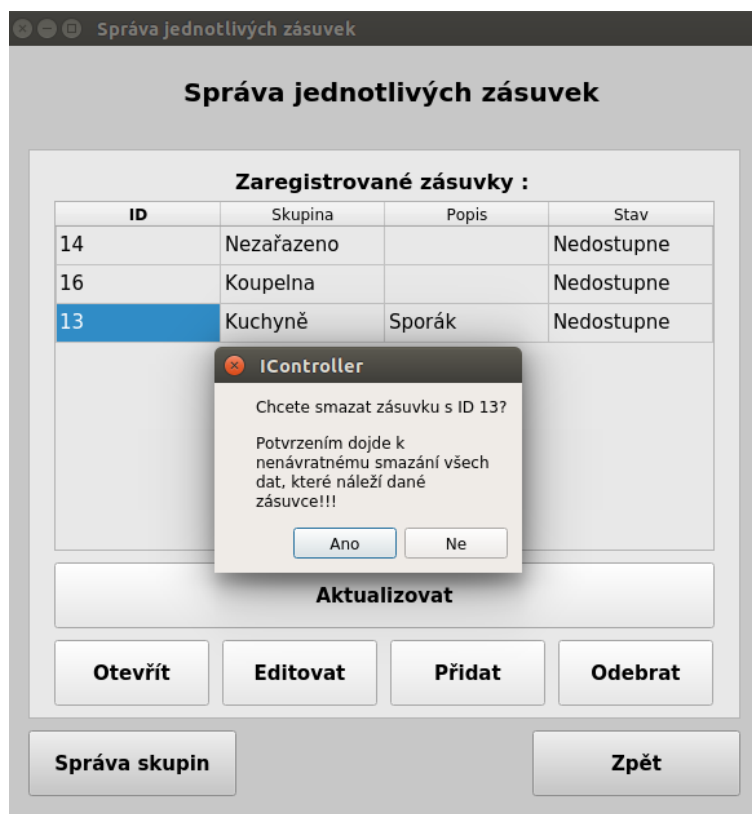 Správa jednotlivých zásuvek
Správa jednotlivých zásuvek
Zaregistrované zásuvky :
ID Skupina Popis Stav
14 Nezařazeno Nedostupne
16 Koupelna Nedostupne
13 Kuchyně Sporák Nedostupne
IController
Chcete smazat zásuvku s ID 13?
Potvrzením dojde k
nenávratnému smazání všech
dat, které náleží dané
zásuvce!!!
Ano Ne
Aktualizovat
Otevřít Editovat Přidat Odebrat
Správa skupin Zpět